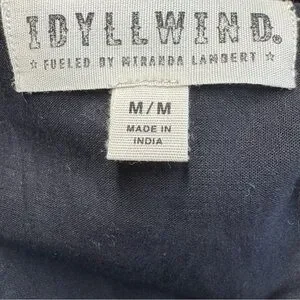 IDYLLWIND®
★ FUELED BY MIRANDA LAMBERT ★
M/M
MADE IN
INDIA